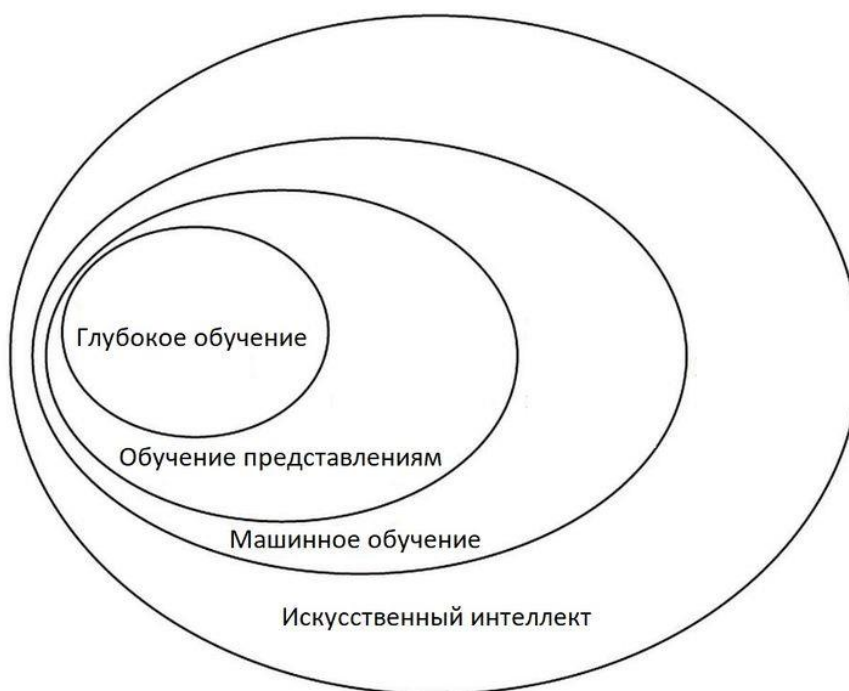 Глубокое обучение
Обучение представлениям
Машинное обучение
Искусственный интеллект